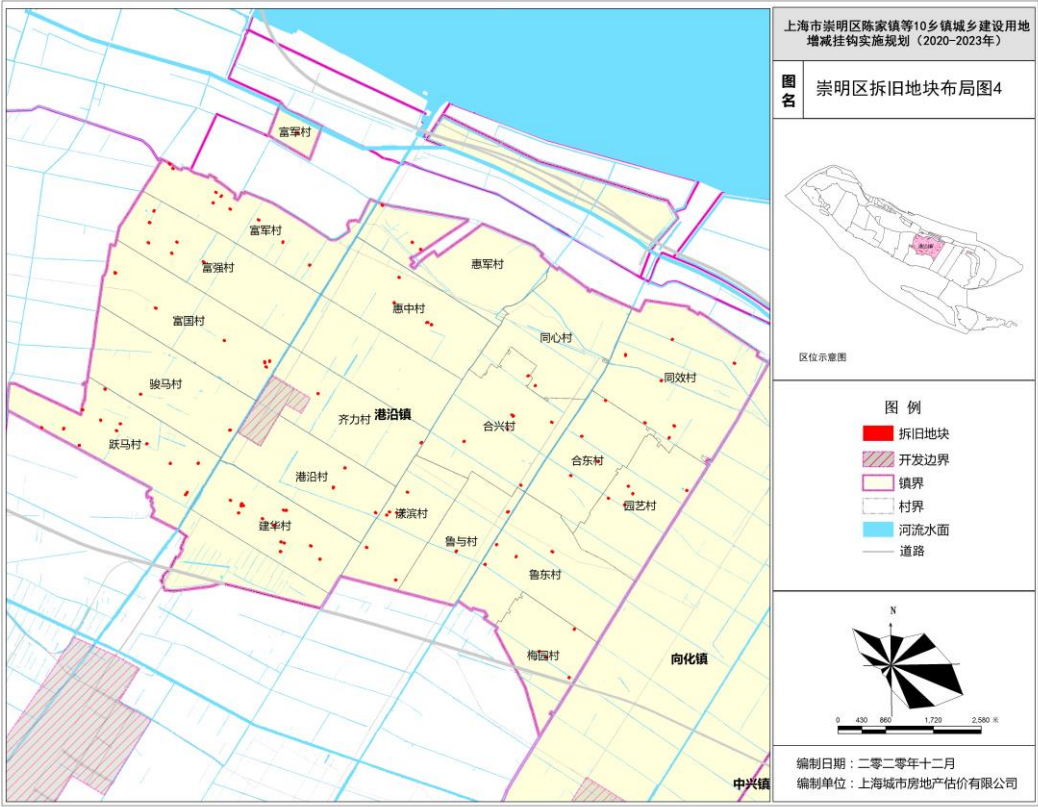 上海市崇明区陈家镇等10乡镇城乡建设用地
增减挂钩实施规划（2020-2023年）
图名
崇明区拆旧地块布局图4
富军村
富军村
富强村
惠军村
惠中村
富国村
同心村
同效村
骏马村
齐力村
港沿镇
合兴村
跃马村
合东村
港沿村
园艺村
漾滨村
建华村
鲁与村
鲁东村
梅园村
向化镇
中兴镇
港沿镇
区位示意图
图例
拆旧地块
开发边界
镇界
村界
河流水面
道路
N
0 430 860 1,720 2,580 米
编制日期：二零二零年十二月
编制单位：上海城市房地产估价有限公司